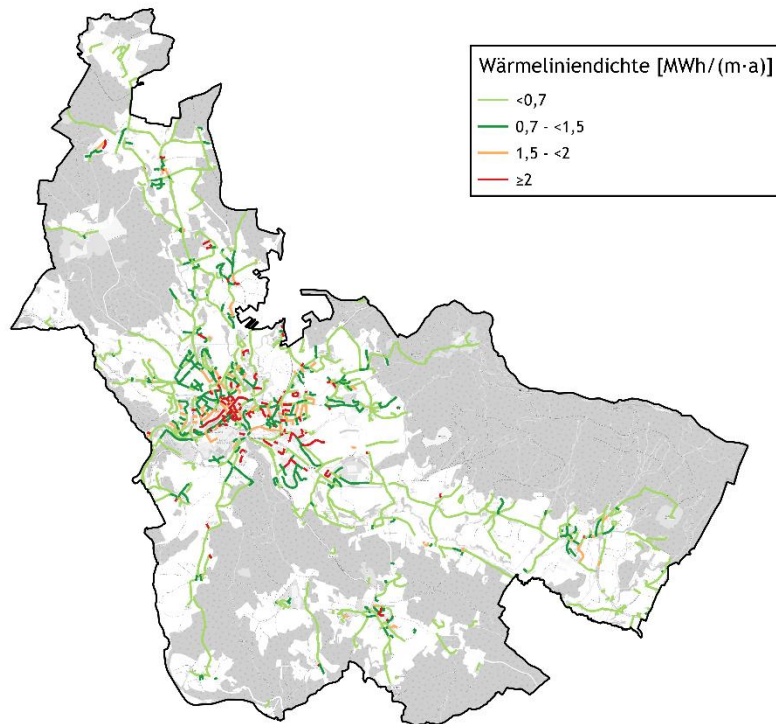 Wärmeliniendichte [MWh/(m·a)]
<0,7
0,7 - <1,5
1,5 - <2
≥2